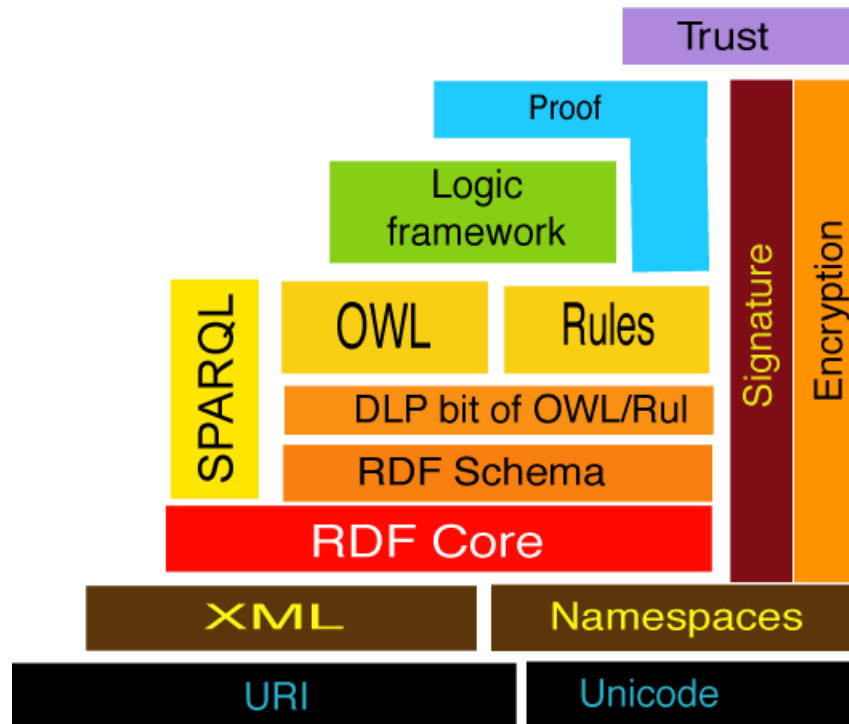 Trust
Proof
Logic
framework
SPARQL
OWL
Rules
DLP bit of OWL/Rul
RDF Schema
RDF Core
Signature
Encryption
XML
Namespaces
URI
Unicode